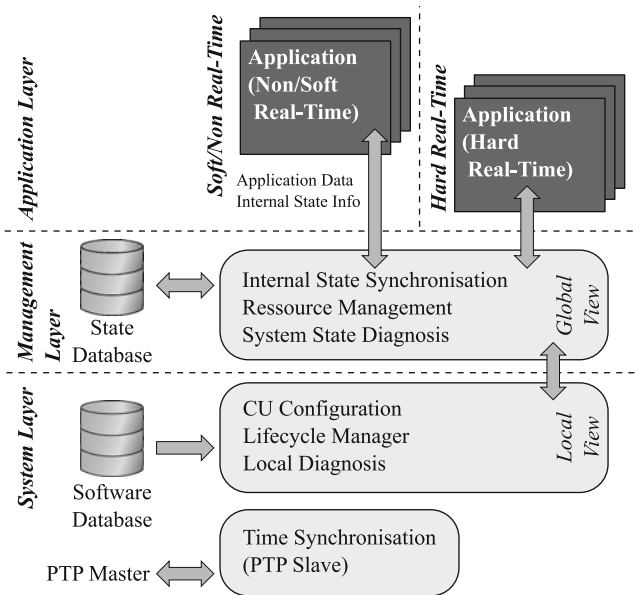 Application Layer
Soft/Non Real-Time
Application
(Non/Soft
Real-Time)
Application Data
Internal State Info
Hard Real-Time
Application
(Hard
Real-Time)
Management
Layer
State
Database
Internal State Synchronisation
Ressource Management
System State Diagnosis
Global
View
System Layer
Software
Database
CU Configuration
Lifecycle Manager
Local Diagnosis
Local
View
PTP Master
Time Synchronisation
(PTP Slave)